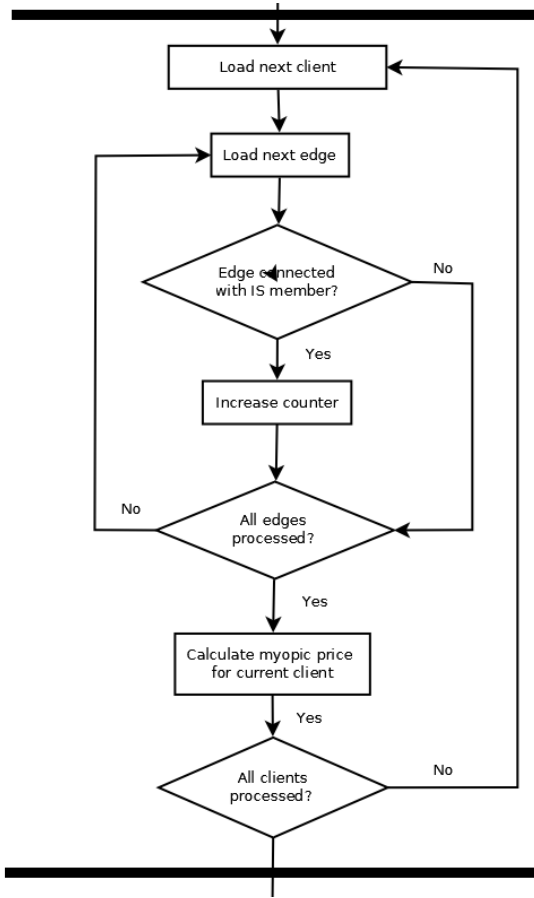 Load next client
Load next edge
Edge connected
with IS member?
No
Yes
Increase counter
No
All edges
processed?
Yes
Calculate myopic price
for current client
Yes
All clients
processed?
No